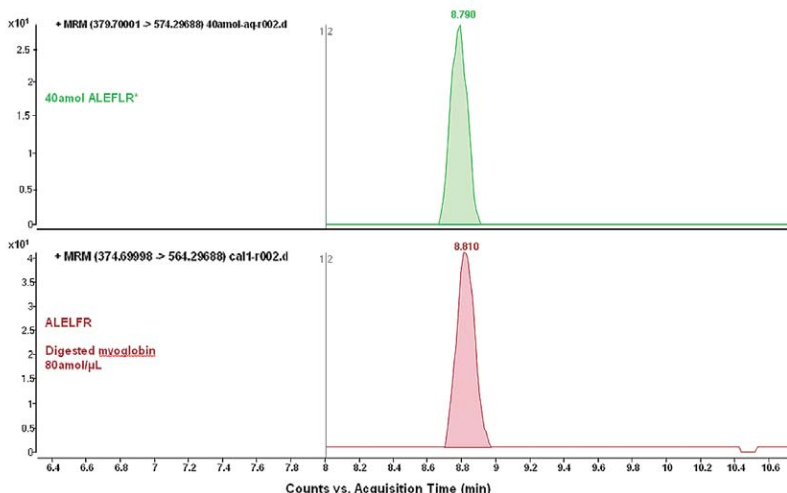 x10¹ + MRM (379.70001 -> 574.29688) 40amol-aq-r002.d
8.790
1 2
2.5
2
40amol ALEFLR*
1.5
1
0.5
0
x10¹ + MRM (374.69998 -> 564.29688) cal1-r002.d
8.810
1 2
4
3.5
3
ALELFR
2.5
Digested myoglobin
2
80amol/µL
1.5
1
0.5
0
6.4 6.6 6.8 7 7.2 7.4 7.6 7.8 8 8.2 8.4 8.6 8.8 9 9.2 9.4 9.6 9.8 10 10.2 10.4 10.6
Counts vs. Acquisition Time (min)